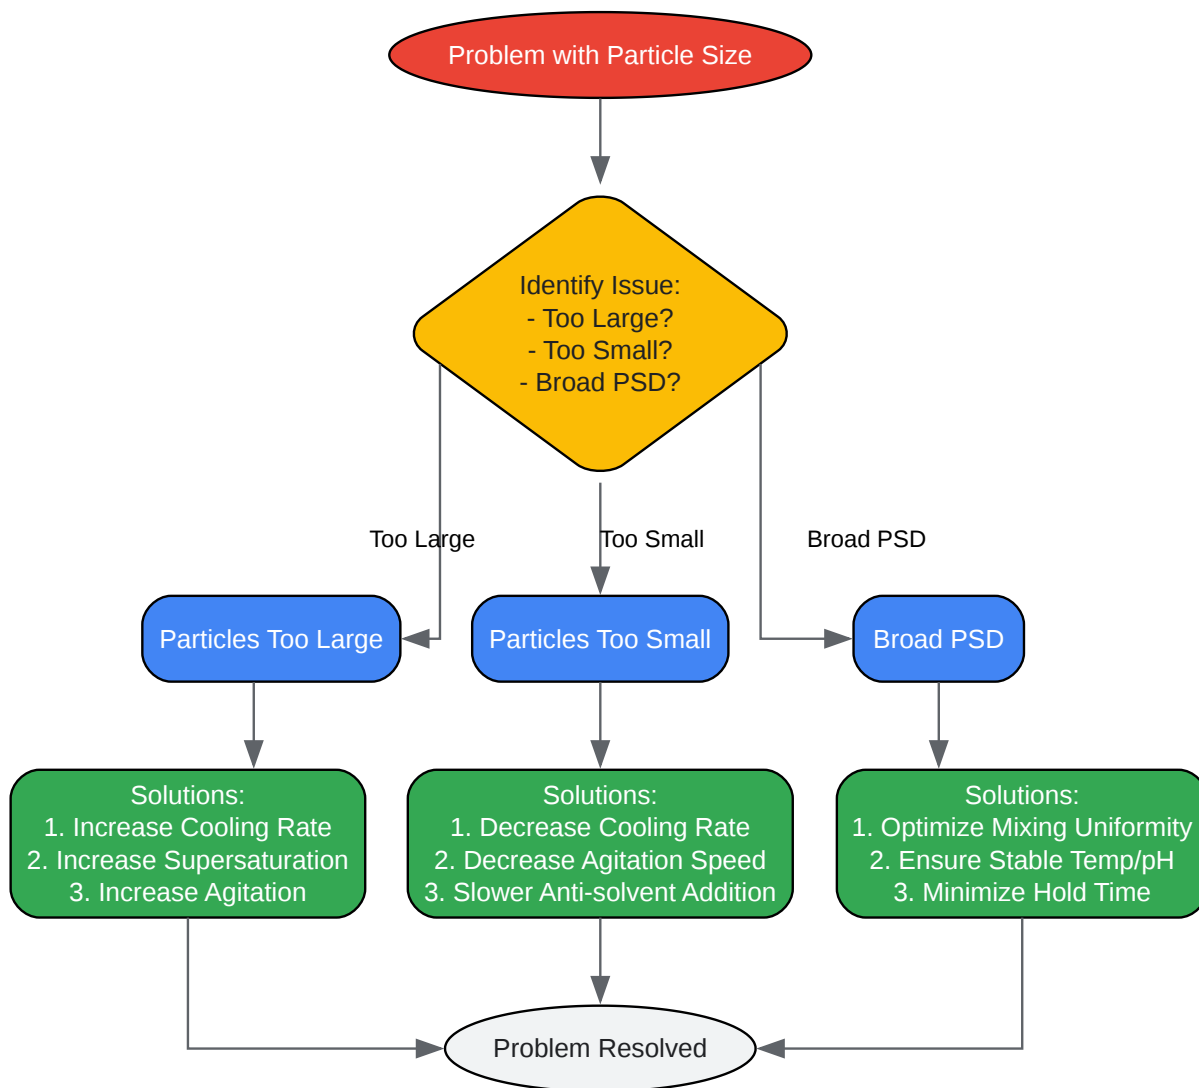 Problem with Particle Size
Identify Issue:
- Too Large?
- Too Small?
- Broad PSD?
Too Large
Too Small
Broad PSD
Particles Too Large
Particles Too Small
Broad PSD
Solutions:
1. Increase Cooling Rate
2. Increase Supersaturation
3. Increase Agitation
Solutions:
1. Decrease Cooling Rate
2. Decrease Agitation Speed
3. Slower Anti-solvent Addition
Solutions:
1. Optimize Mixing Uniformity
2. Ensure Stable Temp/pH
3. Minimize Hold Time
Problem Resolved